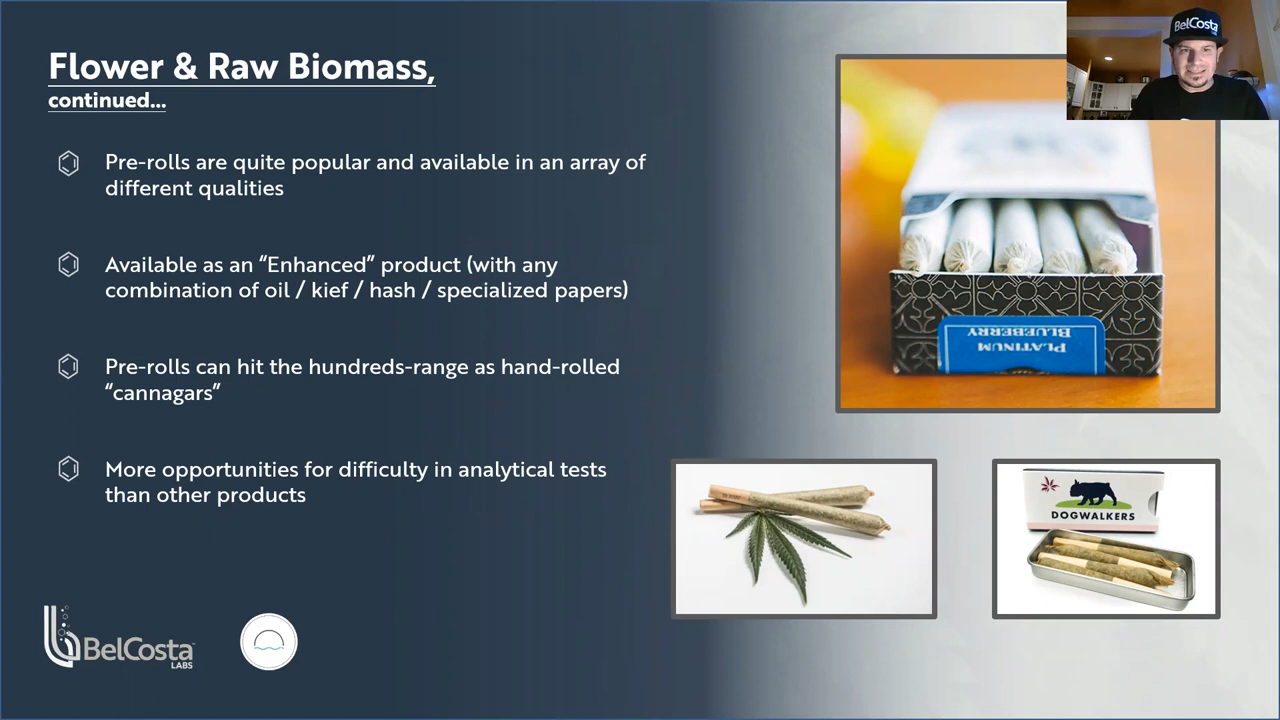 Flower & Raw Biomass,
continued...
Pre-rolls are quite popular and available in an array of
different qualities
Available as an “Enhanced” product (with any
combination of oil / kief / hash / specialized papers)
Pre-rolls can hit the hundreds-range as hand-rolled
“cannagars”
More opportunities for difficulty in analytical tests
than other products
BelCosta
PLATINUM
BLUEBERRY
DOGWALKERS
BelCosta™
LABS